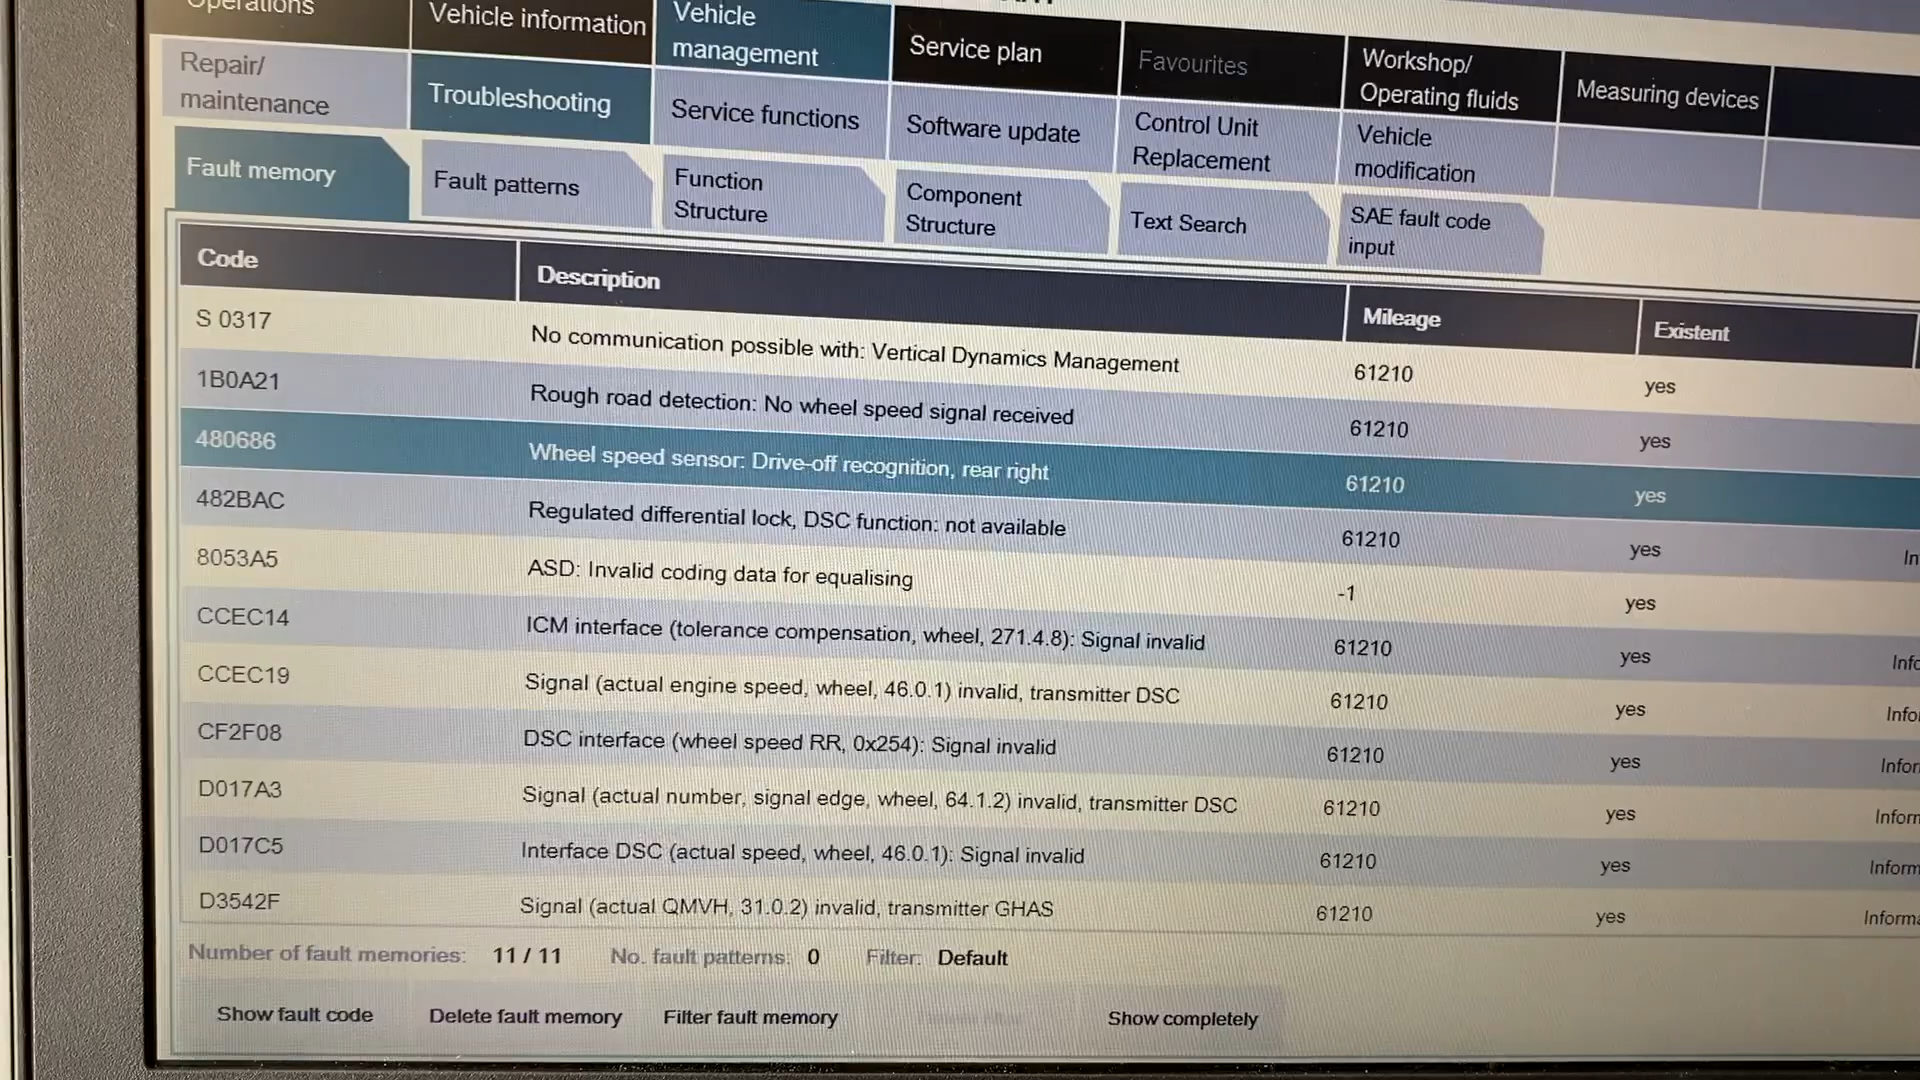 Operations
Vehicle information
Vehicle
management
Service plan
Favourites
Workshop/
Operating fluids
Measuring devices
Repair/
maintenance
Troubleshooting
Service functions
Software update
Control Unit
Replacement
Vehicle
modification
Fault memory
Fault patterns
Function
Structure
Component
Structure
Text Search
SAE fault code
input
Code Description Mileage Existent
S 0317 No communication possible with: Vertical Dynamics Management 61210 yes
1B0A21 Rough road detection: No wheel speed signal received 61210 yes
480686 Wheel speed sensor: Drive-off recognition, rear right 61210 yes
482BAC Regulated differential lock, DSC function: not available 61210 yes In
8053A5 ASD: Invalid coding data for equalising -1 yes
CCEC14 ICM interface (tolerance compensation, wheel, 271.4.8): Signal invalid 61210 yes Info
CCEC19 Signal (actual engine speed, wheel, 46.0.1) invalid, transmitter DSC 61210 yes Infor
CF2F08 DSC interface (wheel speed RR, 0x254): Signal invalid 61210 yes Infor
D017A3 Signal (actual number, signal edge, wheel, 64.1.2) invalid, transmitter DSC 61210 yes Inform
D017C5 Interface DSC (actual speed, wheel, 46.0.1): Signal invalid 61210 yes Inform
D3542F Signal (actual QMVH, 31.0.2) invalid, transmitter GHAS 61210 yes Informa
Number of fault memories: 11 / 11 No. fault patterns: 0 Filter: Default
Show fault code Delete fault memory Filter fault memory Show completely